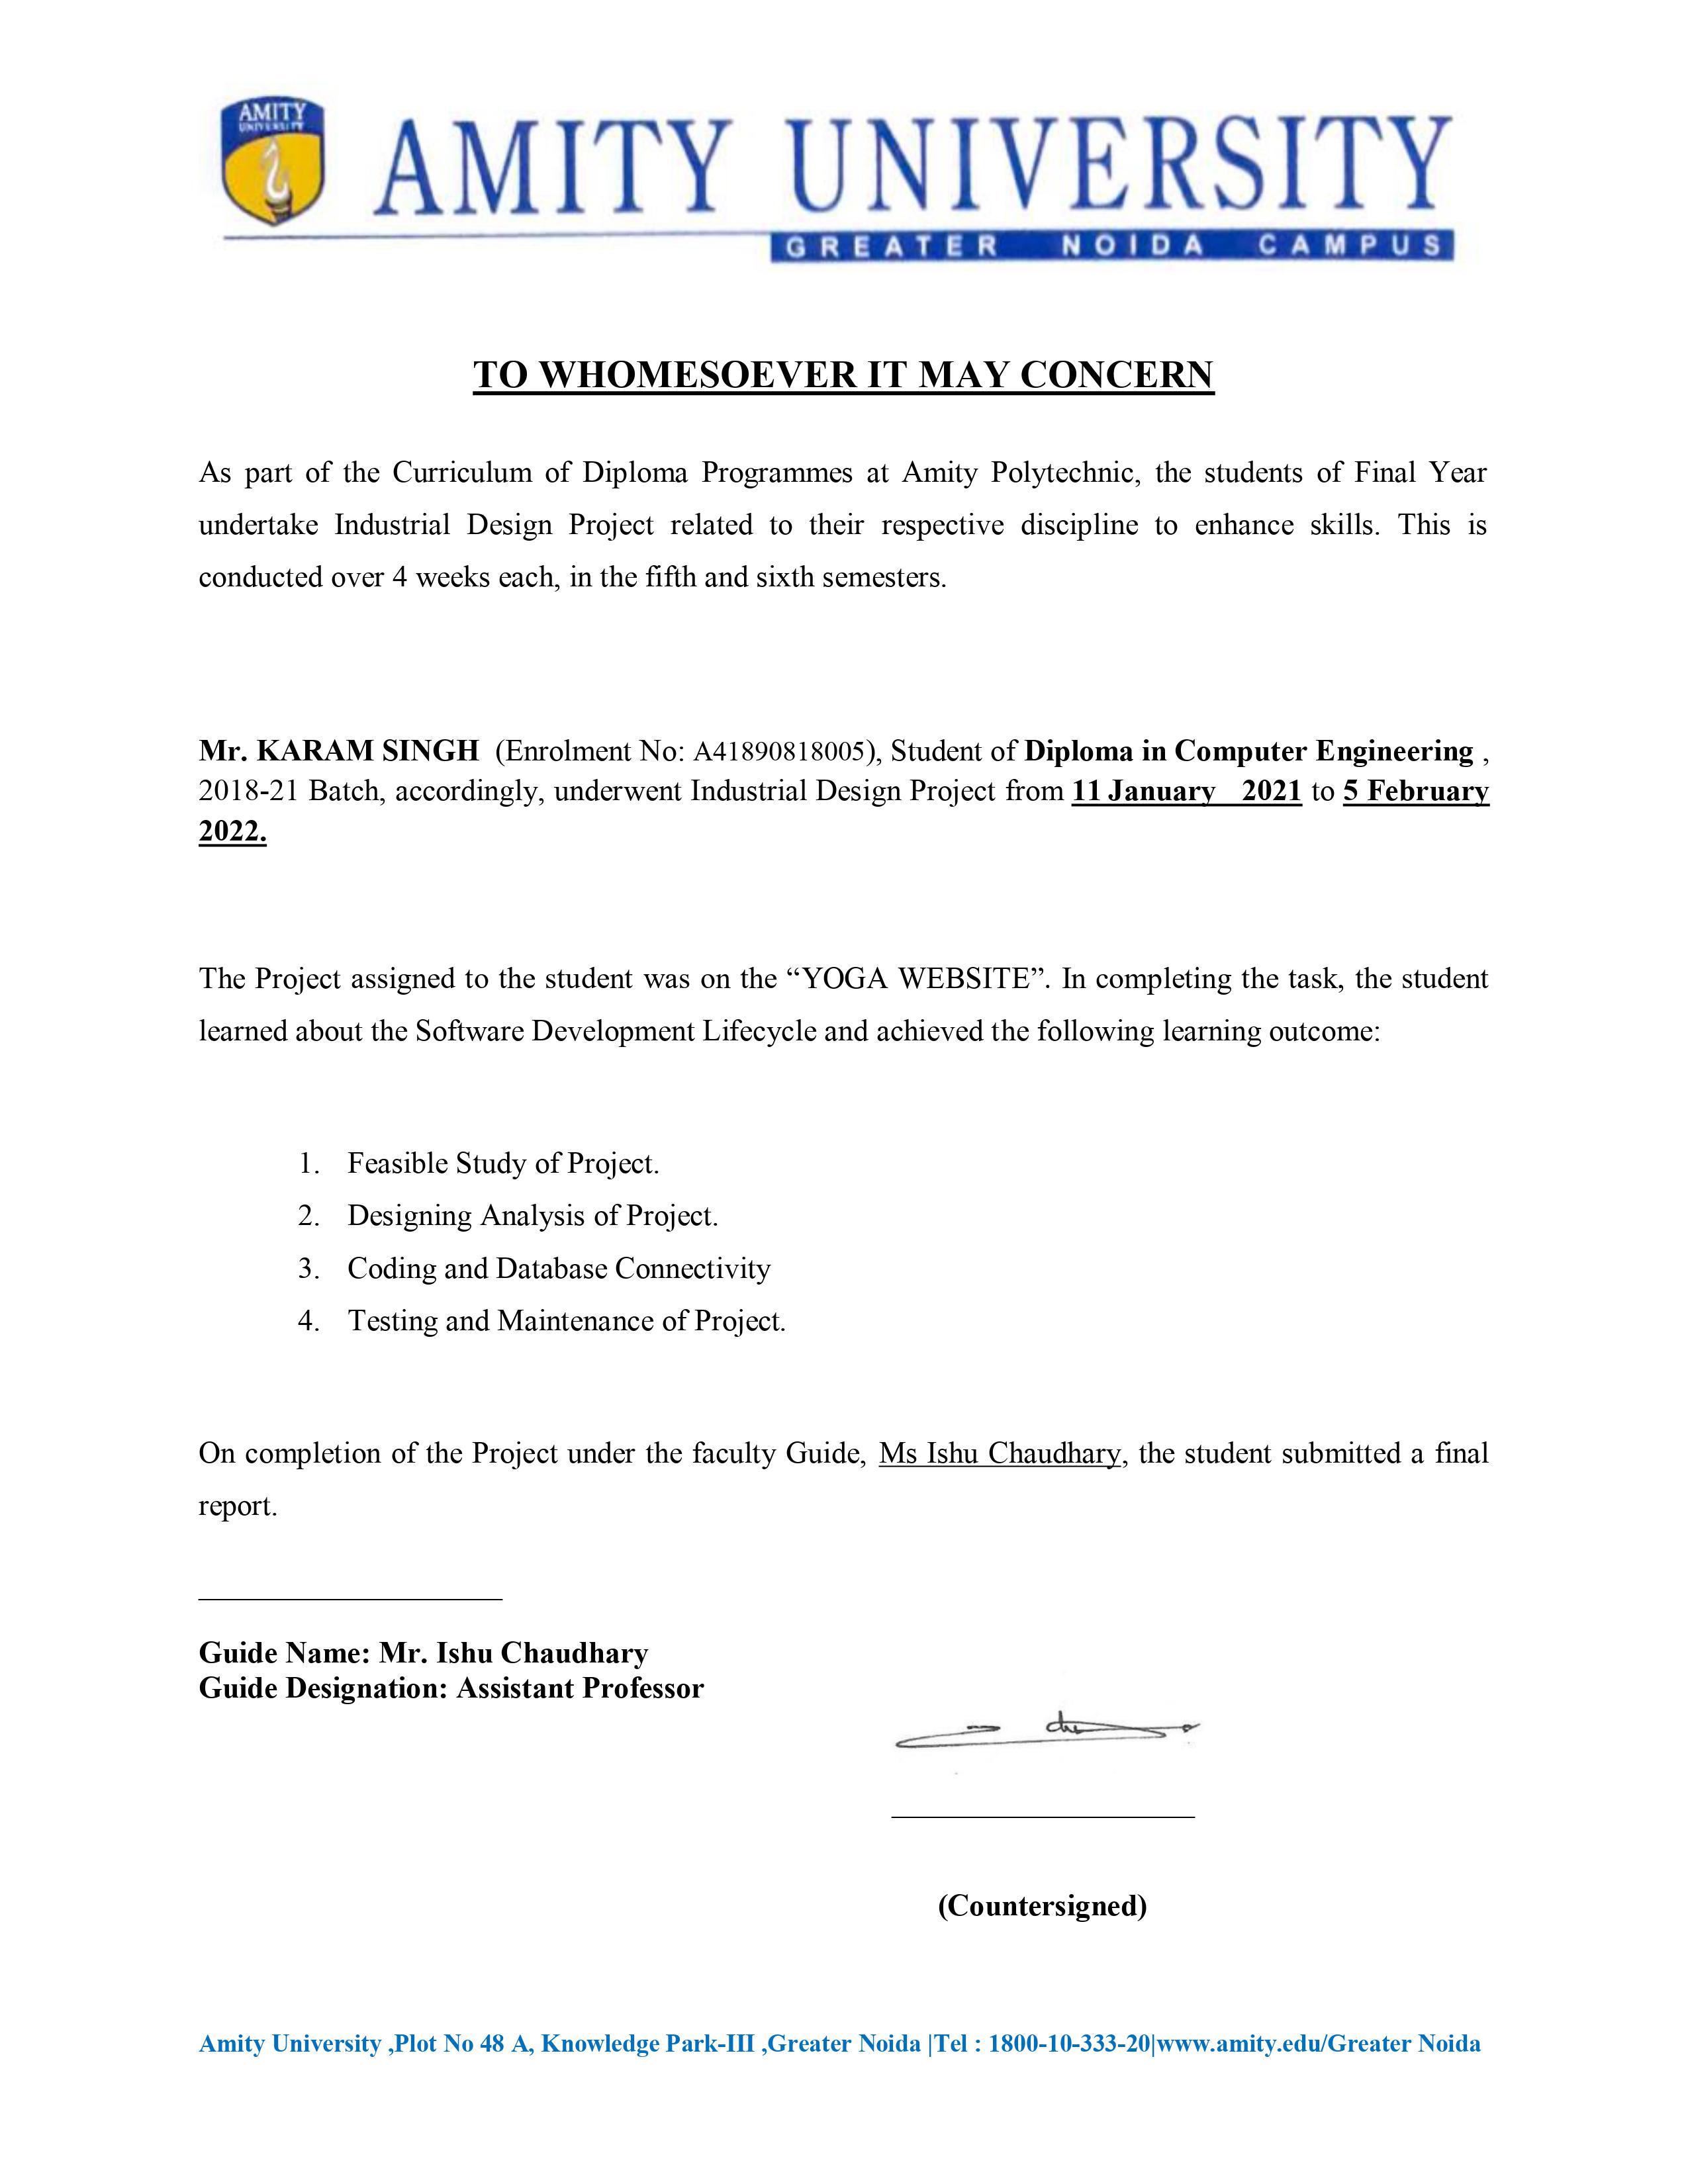 AMITY
UNIVERSITY
AMITY UNIVERSITY
GREATER NOIDA CAMPUS
TO WHOMESOEVER IT MAY CONCERN
As part of the Curriculum of Diploma Programmes at Amity Polytechnic, the students of Final Year
undertake Industrial Design Project related to their respective discipline to enhance skills. This is
conducted over 4 weeks each, in the fifth and sixth semesters.
Mr. KARAM SINGH (Enrolment No: A41890818005), Student of Diploma in Computer Engineering ,
2018-21 Batch, accordingly, underwent Industrial Design Project from 11 January 2021 to 5 February
2022.
The Project assigned to the student was on the “YOGA WEBSITE”. In completing the task, the student
learned about the Software Development Lifecycle and achieved the following learning outcome:
1. Feasible Study of Project.
2. Designing Analysis of Project.
3. Coding and Database Connectivity
4. Testing and Maintenance of Project.
On completion of the Project under the faculty Guide, Ms Ishu Chaudhary, the student submitted a final
report.
Guide Name: Mr. Ishu Chaudhary
Guide Designation: Assistant Professor
(Countersigned)
Amity University ,Plot No 48 A, Knowledge Park-III ,Greater Noida |Tel : 1800-10-333-20|www.amity.edu/Greater Noida